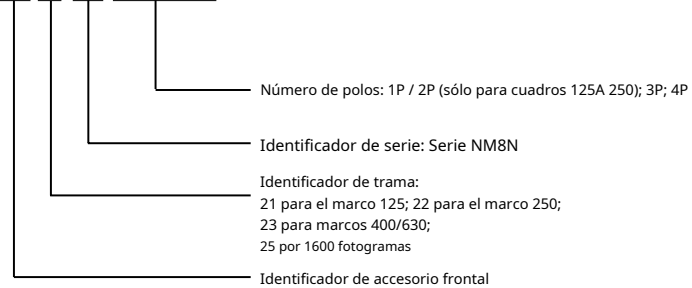 Número de polos: 1P / 2P (sólo para cuadros 125A 250); 3P; 4P
Identificador de serie: Serie NM8N
Identificador de trama:
21 para el marco 125; 22 para el marco 250;
23 para marcos 400/630;
25 por 1600 fotogramas
Identificador de accesorio frontal